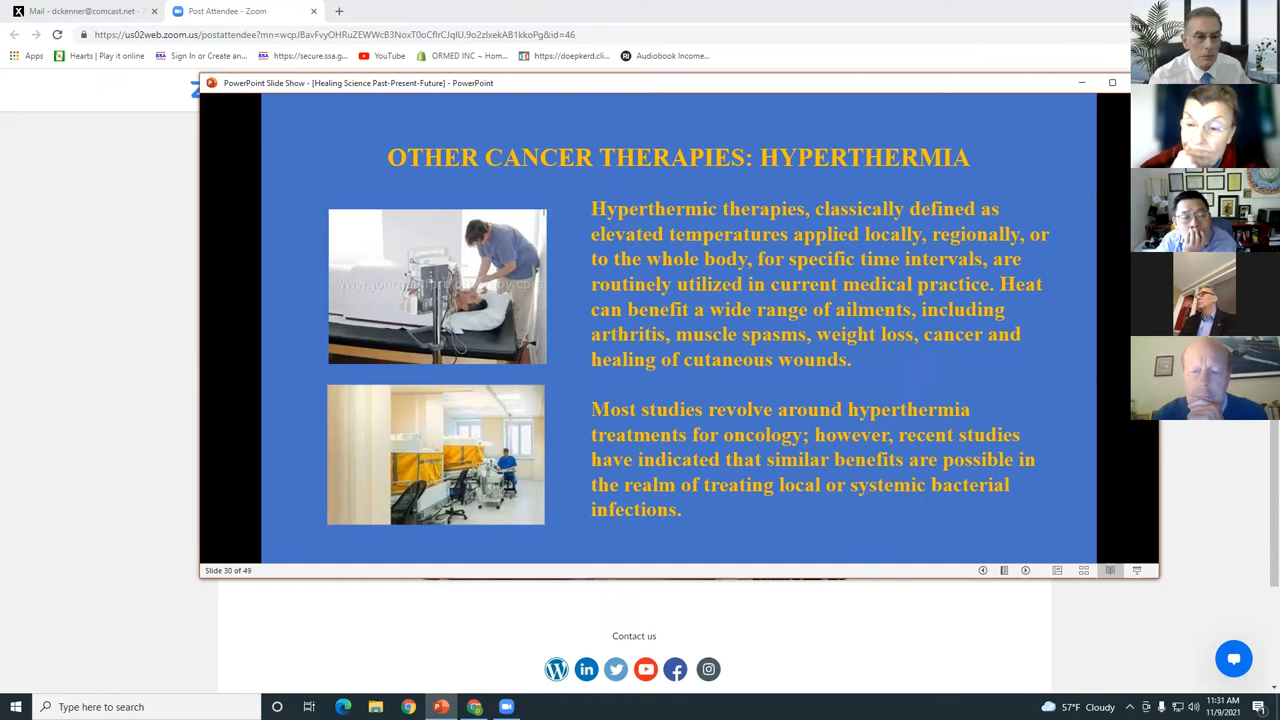 Mail - dckenner@comcast.net -
Post Attendee - Zoom
https://us02web.zoom.us/postattendee?mn=wcpJBavFvyOHRuZEWWcB3NoxT0oCflrCJqIU.9o2zIxekAB1kkoPg&id=46
Apps
Hearts | Play it online
Sign In or Create an...
https://secure.ssa.g...
YouTube
ORMED INC ~ Home...
https://doepkerd.cli...
Audiobook Income...
PowerPoint Slide Show - [Healing Science Past-Present-Future] - PowerPoint
OTHER CANCER THERAPIES: HYPERTHERMIA
Hyperthermic therapies, classically defined as
elevated temperatures applied locally, regionally, or
to the whole body, for specific time intervals, are
routinely utilized in current medical practice. Heat
can benefit a wide range of ailments, including
arthritis, muscle spasms, weight loss, cancer and
healing of cutaneous wounds.
Most studies revolve around hyperthermia
treatments for oncology; however, recent studies
have indicated that similar benefits are possible in
the realm of treating local or systemic bacterial
infections.
Slide 30 of 49
Contact us
Type here to search
57°F Cloudy
11:31 AM
11/9/2021